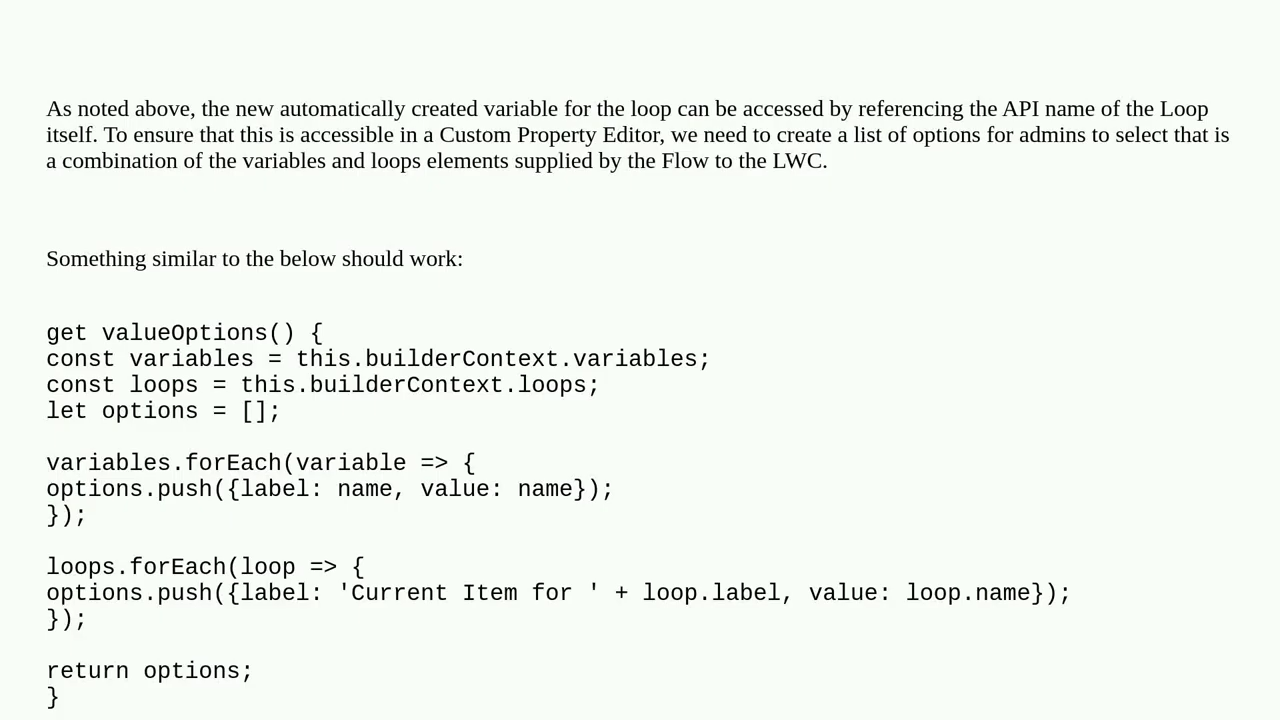 As noted above, the new automatically created variable for the loop can be accessed by referencing the API name of the Loop
itself. To ensure that this is accessible in a Custom Property Editor, we need to create a list of options for admins to select that is
a combination of the variables and loops elements supplied by the Flow to the LWC.
Something similar to the below should work:
get valueOptions() {
const variables = this.builderContext.variables;
const loops = this.builderContext.loops;
let options = [];
variables.forEach(variable => {
options.push({label: name, value: name});
});
loops.forEach(loop => {
options.push({label: 'Current Item for ' + loop.label, value: loop.name});
});
return options;
}